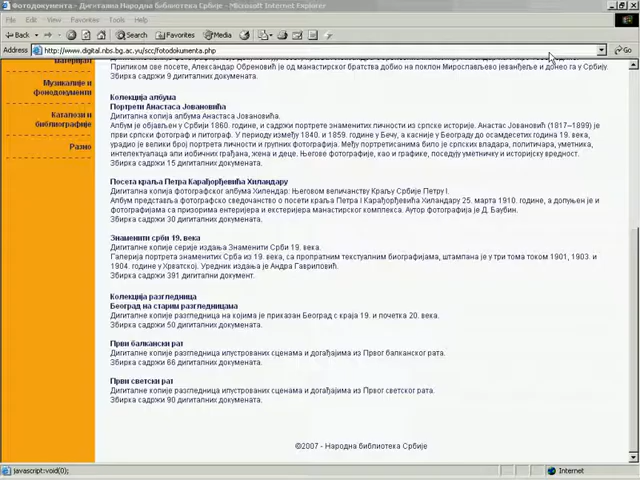 Фотодокумента - Дигитална Народна Библиотека Србије - Microsoft Internet Explorer
File Edit View Favorites Tools Help
Back Search Favorites Media
Address http://www.digital.nbs.bg.ac.yu/scc/fotodokumenta.php Go
материјал
Музикалије и
фонодокументи
Каталози и
библиографије
Разно
Приликом ове посете, Александар Обреновић је од манастирског братства добио на поклон Мирослављево јеванђеље и донео га у Србију.
Збирка садржи 9 дигиталних докумената.
Колекција албума
Портрети Анастаса Јовановића
Дигитална копија албума Анастаса Јовановића.
Албум је објављен у Србији 1860. године, и садржи портрете знаменитих личности из српске историје. Анастас Јовановић (1817–1899) је
први српски фотограф и литограф. У периоду између 1840. и 1859. године у Бечу, а касније у Београду до осамдесетих година 19. века,
урадио је велики број портрета личности и групних фотографија. Међу портретисанима било је српских владара, политичара, уметника,
интелектуалаца али и обичних грађана, жена и деце. Његове фотографије, као и графике, поседују уметничку и историјску вредност.
Збирка садржи 15 дигиталних докумената.
Посета краља Петра Карађорђевића Хиландару
Дигитална копија фотографског албума Хилендар: Његовом величанству Краљу Србије Петру I.
Албум представља фотографско сведочанство о посети краља Петра I Карађорђевића Хиландару 25. марта 1910. године, а допуњен је и
фотографијама са призорима ентеријера и екстеријера манастирског комплекса. Аутор фотографија је Д. Баубин.
Збирка садржи 30 дигиталних докумената.
Знаменити срби 19. века
Дигиталне копије серије издања Знаменити Срби 19. века.
Галерија портрета знаменитих Срба из 19. века, са пропратним текстуалним биографијама, штампана је у три тома током 1901, 1903. и
1904. године у Хрватској. Уредник издања је Андра Гавриловић.
Збирка садржи 391 дигитални документ.
Колекција разгледница
Београд на старим разгледницама
Дигиталне копије разгледница на којима је приказан Београд с краја 19. и почетка 20. века.
Збирка садржи 50 дигиталних докумената.
Први балкански рат
Дигиталне копије разгледница илустрованих сценама и догађајима из Првог балканског рата.
Збирка садржи 66 дигиталних докумената.
Први светски рат
Дигиталне копије разгледница илустрованих сценама и догађајима из Првог светског рата.
Збирка садржи 90 дигиталних докумената.
©2007 - Народна библиотека Србије
javascript:void(0); Internet